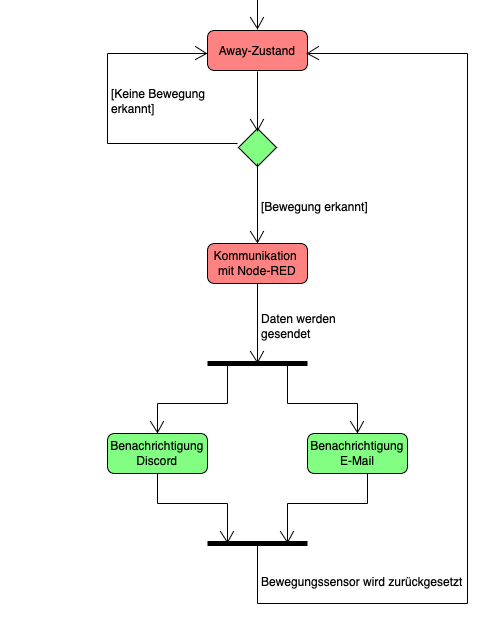 Away-Zustand
[Keine Bewegung
erkannt]
[Bewegung erkannt]
Kommunikation
mit Node-RED
Daten werden
gesendet
Benachrichtigung
Discord
Benachrichtigung
E-Mail
Bewegungssensor wird zurückgesetzt